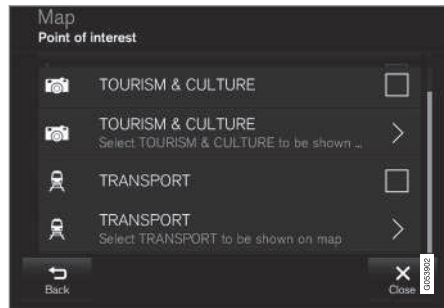 Map
Point of interest
TOURISM & CULTURE
TOURISM & CULTURE
Select TOURISM & CULTURE to be shown ...
TRANSPORT
TRANSPORT
Select TRANSPORT to be shown on map
Back
Close
G053902